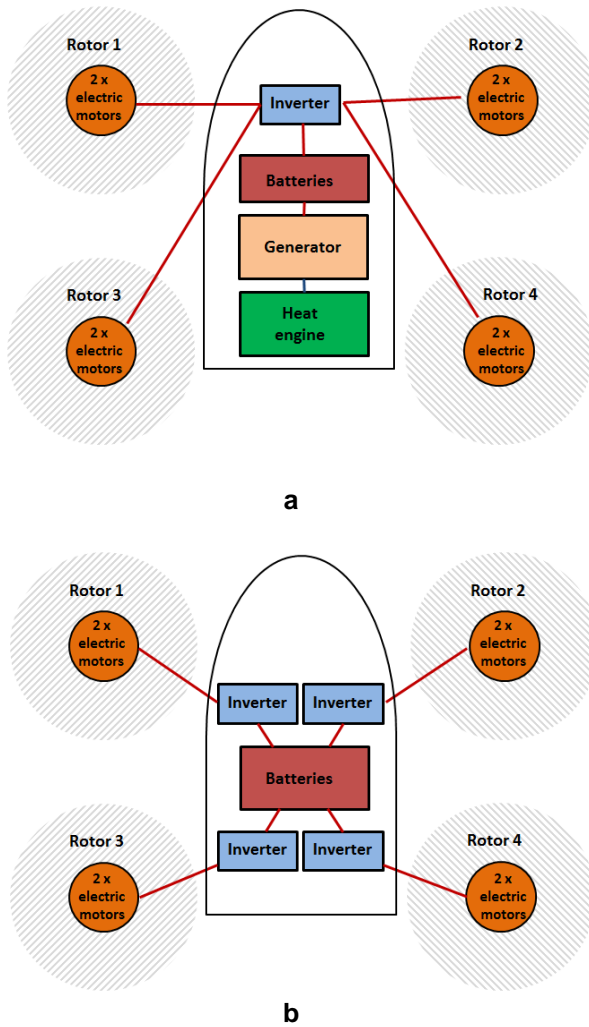 Rotor 1
2 x
electric
motors
Rotor 2
2 x
electric
motors
Inverter
Batteries
Generator
Heat
engine
Rotor 3
2 x
electric
motors
Rotor 4
2 x
electric
motors
a
Rotor 1
2 x
electric
motors
Rotor 2
2 x
electric
motors
Inverter
Inverter
Batteries
Inverter
Inverter
Rotor 3
2 x
electric
motors
Rotor 4
2 x
electric
motors
b